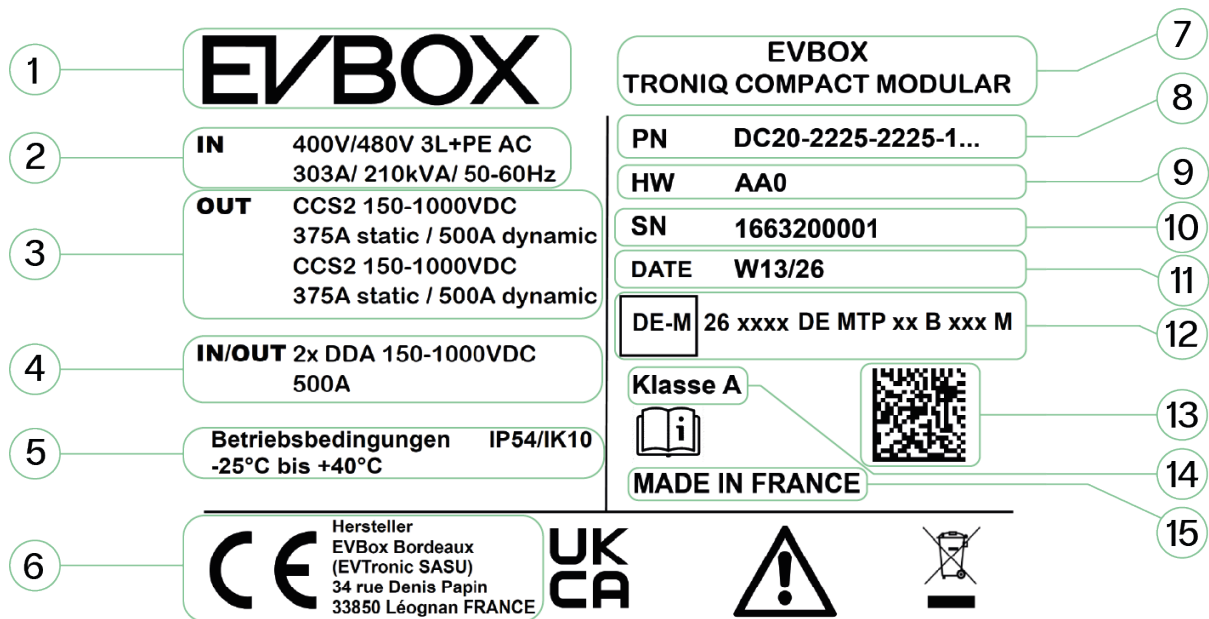 1
EVBOX
2
IN 400V/480V 3L+PE AC
303A/ 210kVA/ 50-60Hz
3
OUT CCS2 150-1000VDC
375A static / 500A dynamic
CCS2 150-1000VDC
375A static / 500A dynamic
4
IN/OUT 2x DDA 150-1000VDC
500A
5
Betriebsbedingungen IP54/IK10
-25°C bis +40°C
6
CE
Hersteller
EVBox Bordeaux
(EVTronic SASU)
34 rue Denis Papin
33850 Léognan FRANCE
UK
CA
7
EVBOX
TRONIQ COMPACT MODULAR
8
PN DC20-2225-2225-1...
9
HW AA0
10
SN 1663200001
11
DATE W13/26
12
DE-M 26 xxxx DE MTP xx B xxx M
13
Klasse A
i
14
MADE IN FRANCE
15